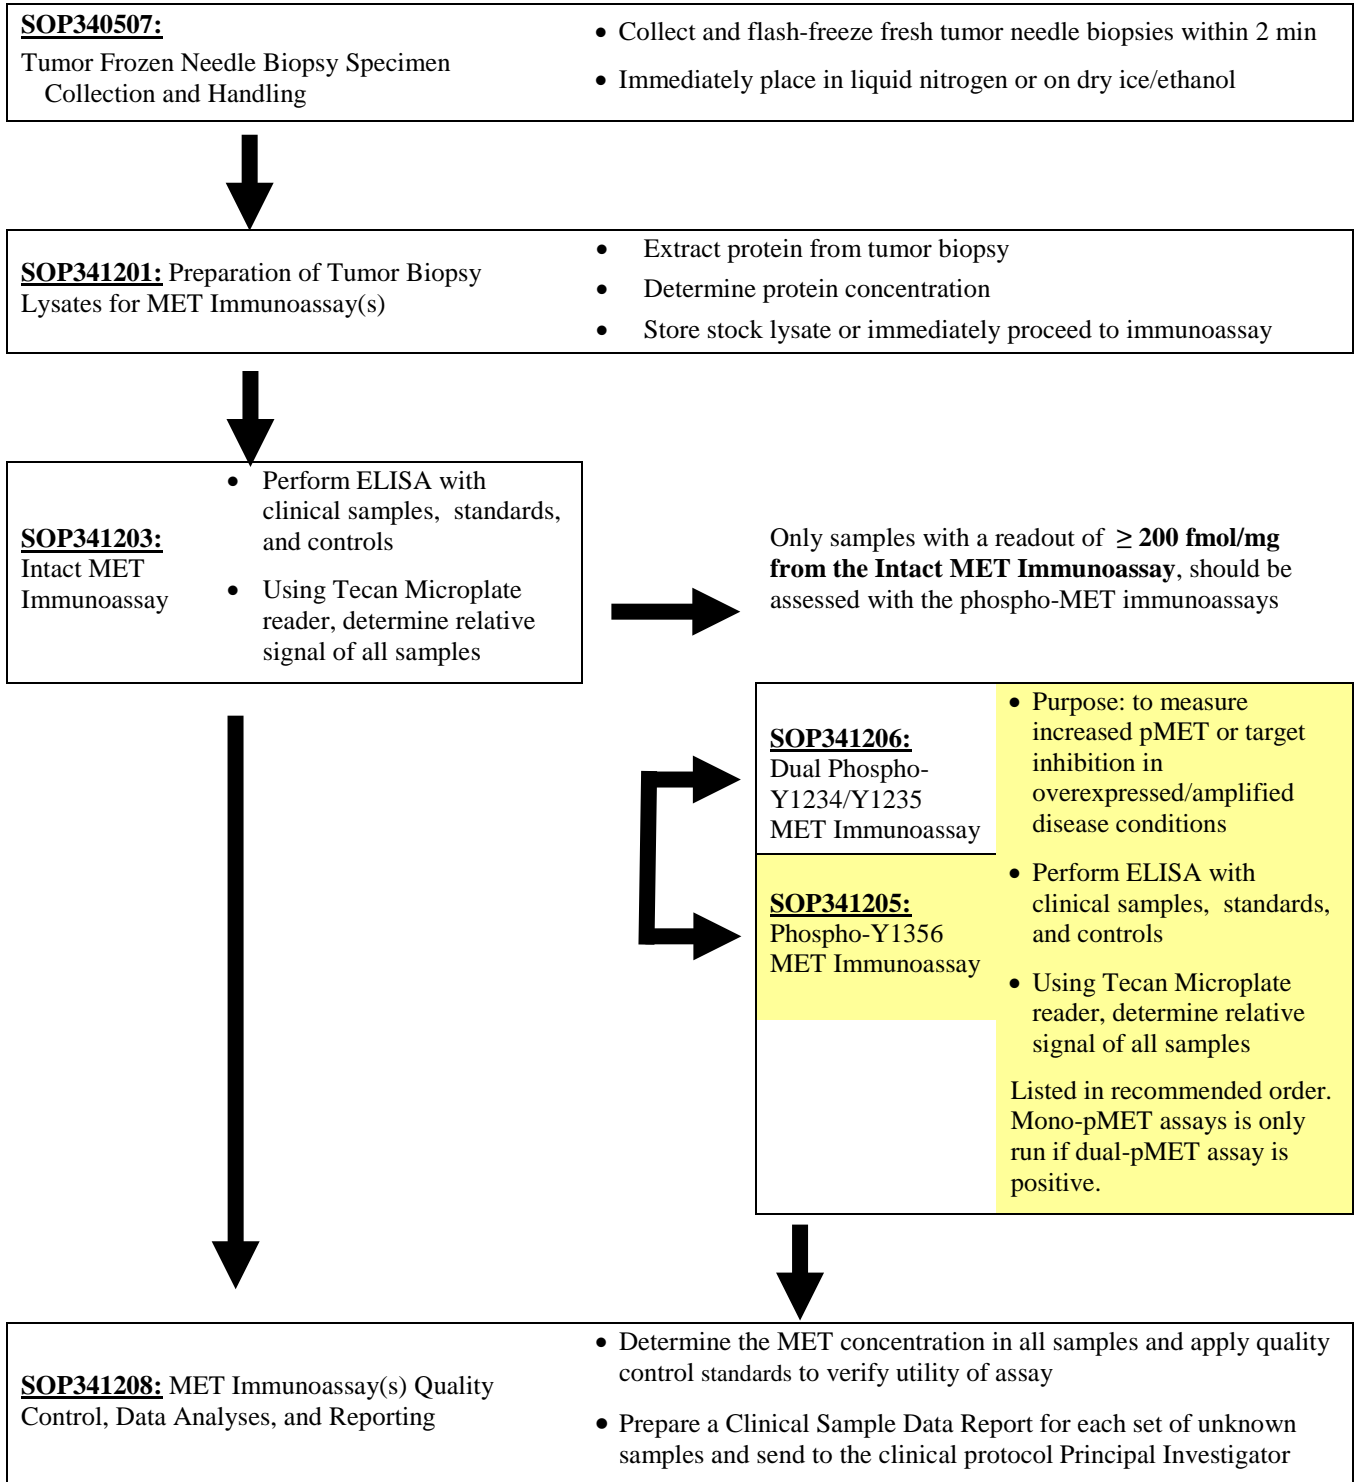 SOP340507:
Tumor Frozen Needle Biopsy Specimen
Collection and Handling
• Collect and flash-freeze fresh tumor needle biopsies within 2 min
• Immediately place in liquid nitrogen or on dry ice/ethanol
SOP341201: Preparation of Tumor Biopsy
Lysates for MET Immunoassay(s)
• Extract protein from tumor biopsy
• Determine protein concentration
• Store stock lysate or immediately proceed to immunoassay
SOP341203:
Intact MET
Immunoassay
• Perform ELISA with
clinical samples, standards,
and controls
• Using Tecan Microplate
reader, determine relative
signal of all samples
Only samples with a readout of ≥ 200 fmol/mg
from the Intact MET Immunoassay, should be
assessed with the phospho-MET immunoassays
SOP341206:
Dual Phospho-
Y1234/Y1235
MET Immunoassay
SOP341205:
Phospho-Y1356
MET Immunoassay
• Purpose: to measure
increased pMET or target
inhibition in
overexpressed/amplified
disease conditions
• Perform ELISA with
clinical samples, standards,
and controls
• Using Tecan Microplate
reader, determine relative
signal of all samples
Listed in recommended order.
Mono-pMET assays is only
run if dual-pMET assay is
positive.
SOP341208: MET Immunoassay(s) Quality
Control, Data Analyses, and Reporting
• Determine the MET concentration in all samples and apply quality
control standards to verify utility of assay
• Prepare a Clinical Sample Data Report for each set of unknown
samples and send to the clinical protocol Principal Investigator